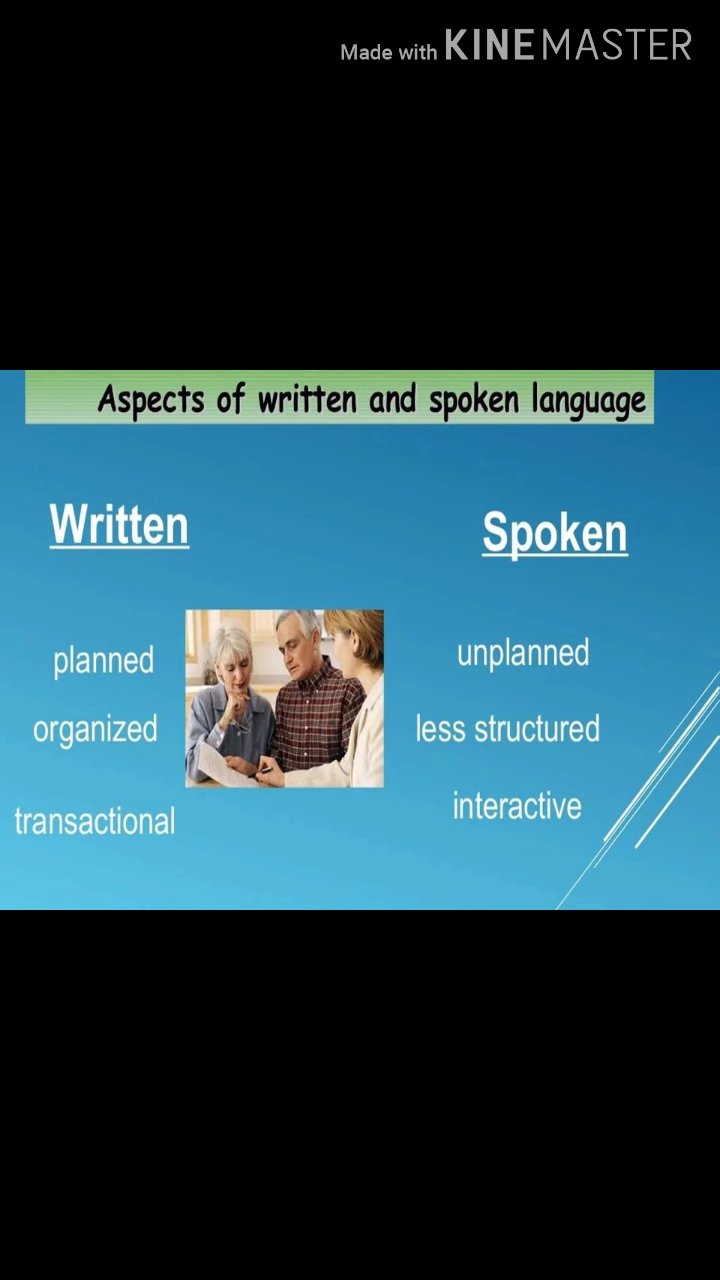 Made with KINEMASTER
Aspects of written and spoken language
Written
Spoken
planned
unplanned
organized
less structured
transactional
interactive